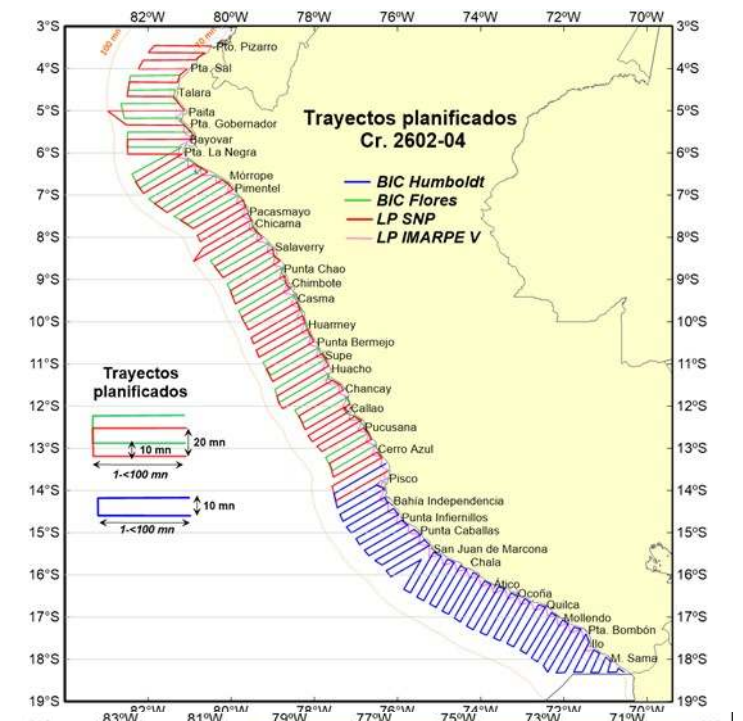 82°W 80°W 78°W 76°W 74°W 72°W 70°W
3°S 3°S
4°S 4°S
5°S 5°S
6°S 6°S
7°S 7°S
8°S 8°S
9°S 9°S
10°S 10°S
11°S 11°S
12°S 12°S
13°S 13°S
14°S 14°S
15°S 15°S
16°S 16°S
17°S 17°S
18°S 18°S
19°S 19°S
100 mn
Pto. Pizarro
Pta. Sal
Talara
Paita
Pta. Gobernador
Bayovar
Pta. La Negra
Mórrope
Pimentel
Pacasmayo
Chicama
Salaverry
Punta Chao
Chimbote
Casma
Huarmey
Punta Bermejo
Supe
Huacho
Chancay
Callao
Pucusana
Cerro Azul
Pisco
Bahía Independencia
Punta Infiernillos
Punta Caballas
San Juan de Marcona
Chala
Ático
Ocoña
Quilca
Mollendo
Pta. Bombón
Ilo
M. Sama
Trayectos planificados
Cr. 2602-04
BIC Humboldt
BIC Flores
LP SNP
LP IMARPE V
Trayectos
planificados
20 mn
10 mn
1-<100 mn
10 mn
1-<100 mn
83°W 81°W 79°W 77°W 75°W 73°W 71°W